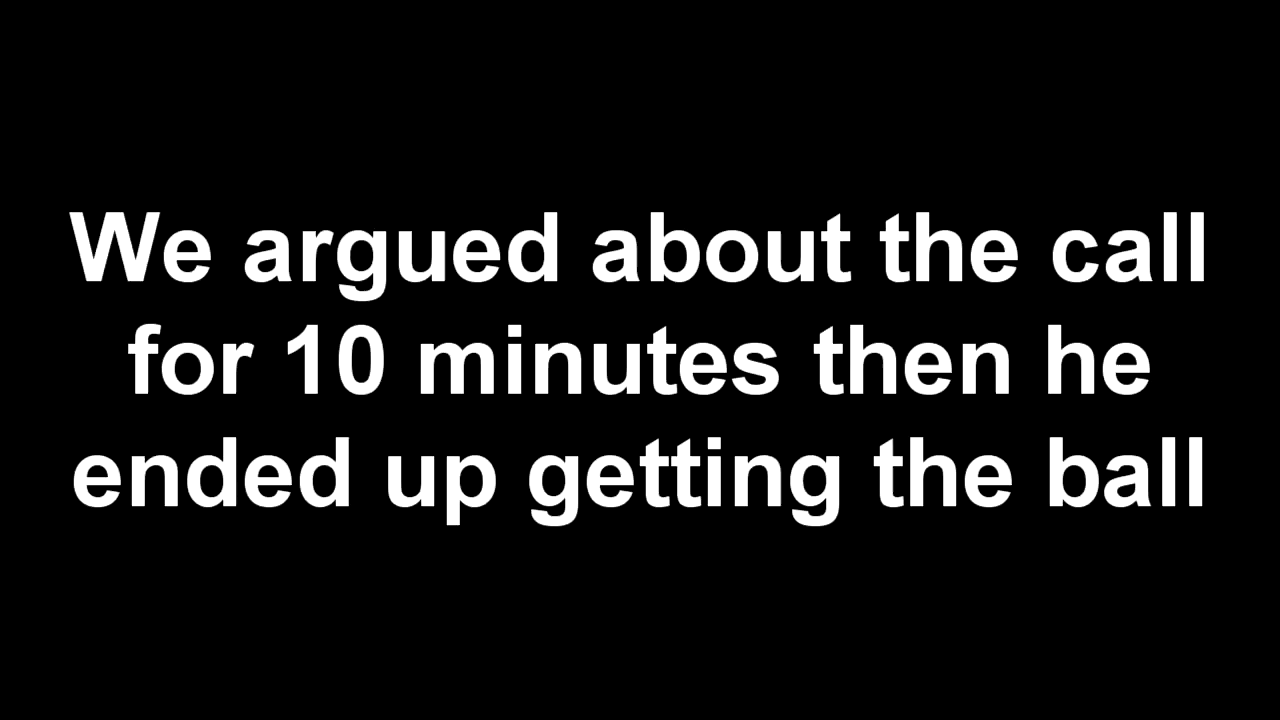 We argued about the call
for 10 minutes then he
ended up getting the ball